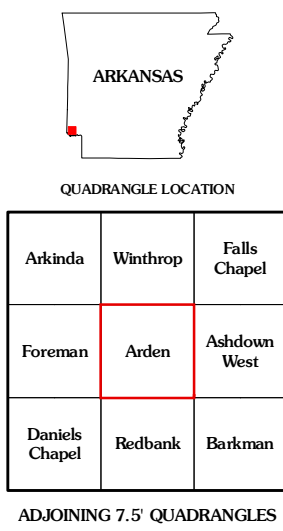 ARKANSAS
QUADRANGLE LOCATION
Arkinda
Winthrop
Falls
Chapel
Foreman
Arden
Ashdown
West
Daniels
Chapel
Redbank
Barkman
ADJOINING 7.5' QUADRANGLES